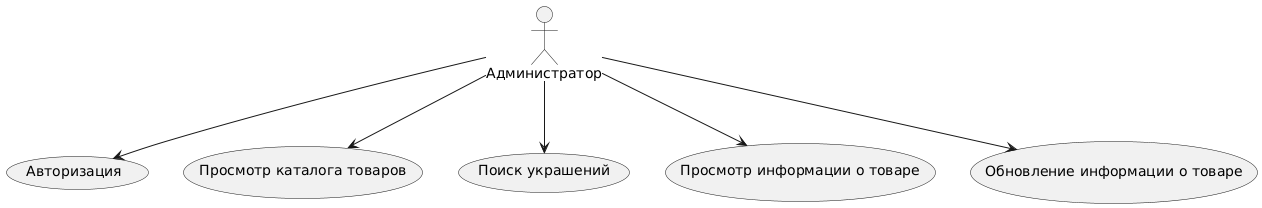 Администратор
Авторизация
Просмотр каталога товаров
Поиск украшений
Просмотр информации о товаре
Обновление информации о товаре